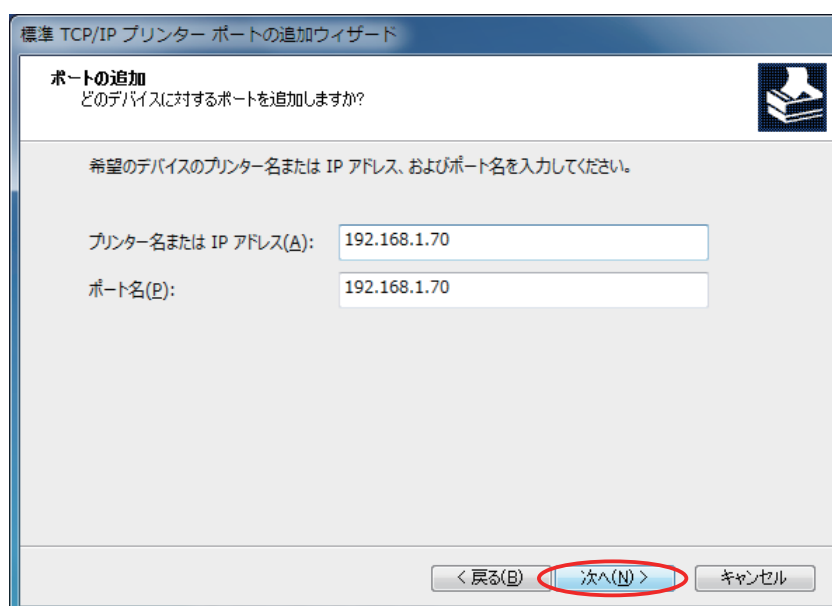 標準 TCP/IP プリンター ポートの追加ウィザード
ポートの追加
どのデバイスに対するポートを追加しますか?
希望のデバイスのプリンター名または IP アドレス、およびポート名を入力してください。
プリンター名または IP アドレス(A): 192.168.1.70
ポート名(P): 192.168.1.70
< 戻る(B) 次へ(N) > キャンセル